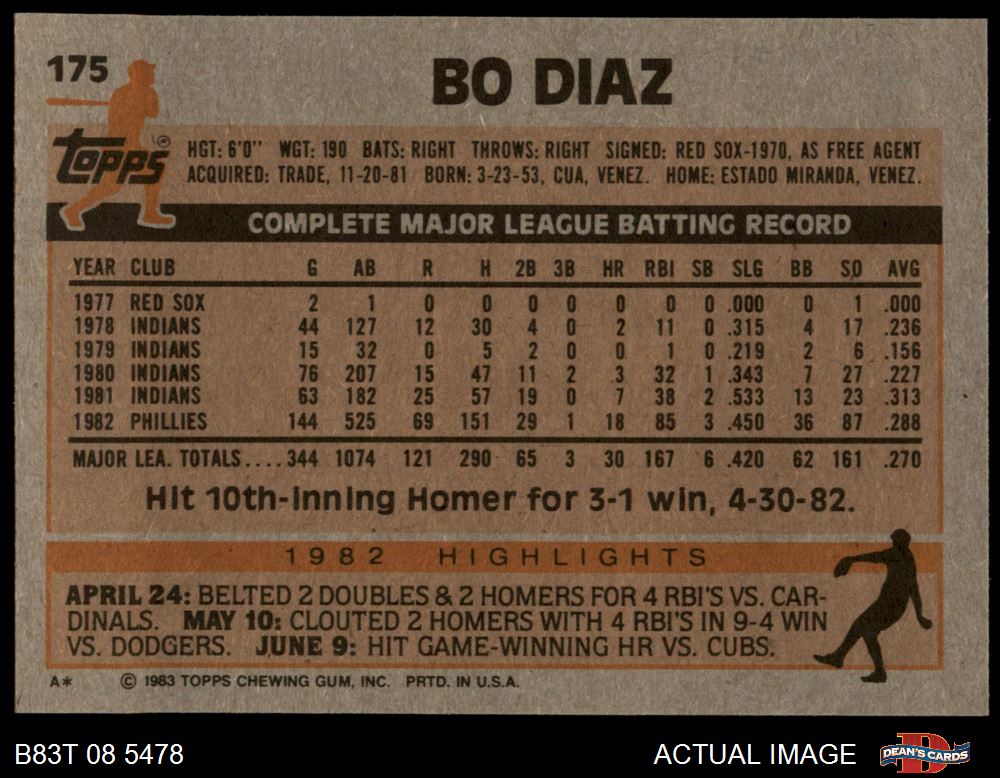 175
BO DIAZ
Topps®
HGT: 6'0" WGT: 190 BATS: RIGHT THROWS: RIGHT SIGNED: RED SOX-1970, AS FREE AGENT
ACQUIRED: TRADE, 11-20-81 BORN: 3-23-53, CUA, VENEZ. HOME: ESTADO MIRANDA, VENEZ.
COMPLETE MAJOR LEAGUE BATTING RECORD
YEAR CLUB G AB R H 2B 3B HR RBI SB SLG BB SO AVG
1977 RED SOX 2 1 0 0 0 0 0 0 0 .000 0 1 .000
1978 INDIANS 44 127 12 30 4 0 2 11 0 .315 4 17 .236
1979 INDIANS 15 32 0 5 2 0 0 1 0 .219 2 6 .156
1980 INDIANS 76 207 15 47 11 2 3 32 1 .343 7 27 .227
1981 INDIANS 63 182 25 57 19 0 7 38 2 .533 13 23 .313
1982 PHILLIES 144 525 69 151 29 1 18 85 3 .450 36 87 .288
MAJOR LEA. TOTALS....344 1074 121 290 65 3 30 167 6 .420 62 161 .270
Hit 10th-inning Homer for 3-1 win, 4-30-82.
1982 HIGHLIGHTS
APRIL 24: BELTED 2 DOUBLES & 2 HOMERS FOR 4 RBI'S VS. CAR-
DINALS. MAY 10: CLOUTED 2 HOMERS WITH 4 RBI'S IN 9-4 WIN
VS. DODGERS. JUNE 9: HIT GAME-WINNING HR VS. CUBS.
A* © 1983 TOPPS CHEWING GUM, INC. PRTD. IN U.S.A.
B83T 08 5478 ACTUAL IMAGE DEAN'S CARDS